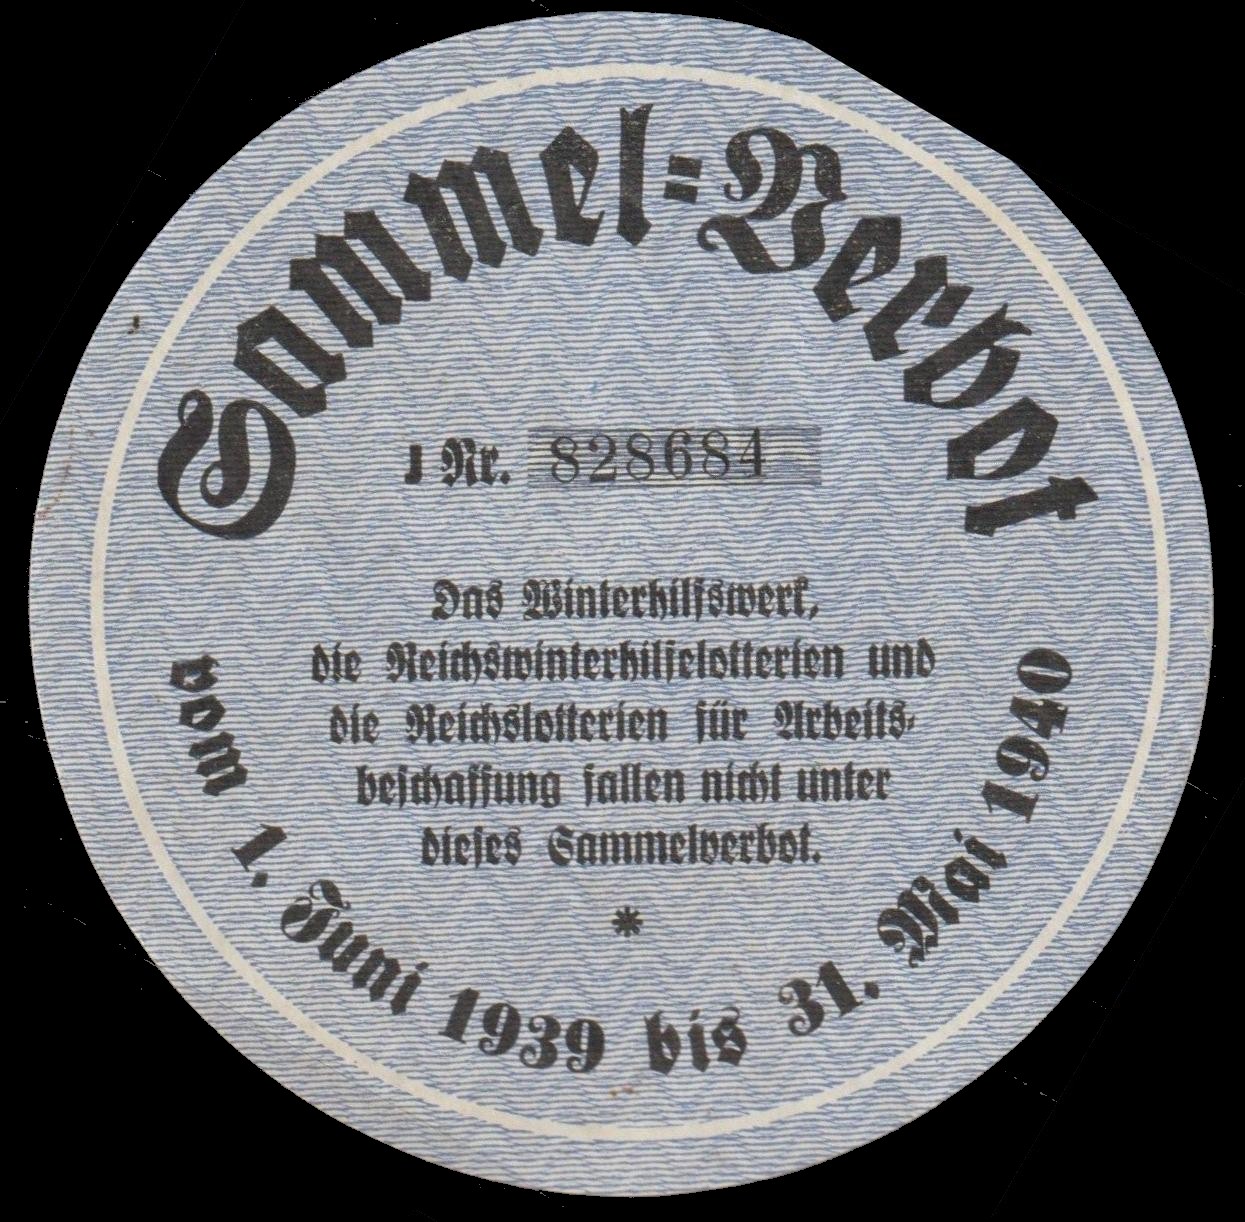 Sammel=Verbot
J Nr. 828684
Das Winterhilfswerk,
die Reichswinterhilfelotterien und
die Reichslotterien für Arbeits-
beschaffung fallen nicht unter
dieses Sammelverbot.
*
vom 1. Juni 1939 bis 31. Mai 1940